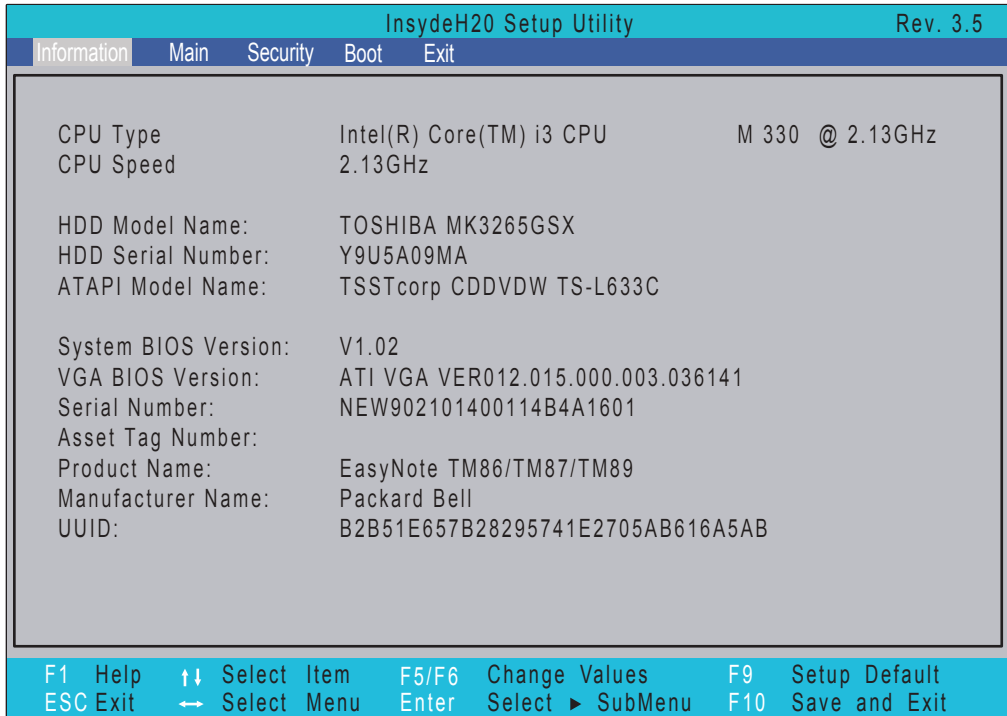 InsydeH20 Setup Utility Rev. 3.5
Information Main Security Boot Exit
CPU Type Intel(R) Core(TM) i3 CPU M 330 @ 2.13GHz
CPU Speed 2.13GHz
HDD Model Name: TOSHIBA MK3265GSX
HDD Serial Number: Y9U5A09MA
ATAPI Model Name: TSSTcorp CDDVDW TS-L633C
System BIOS Version: V1.02
VGA BIOS Version: ATI VGA VER012.015.000.003.036141
Serial Number: NEW902101400114B4A1601
Asset Tag Number:
Product Name: EasyNote TM86/TM87/TM89
Manufacturer Name: Packard Bell
UUID: B2B51E657B28295741E2705AB616A5AB
F1 Help ↑↓ Select Item F5/F6 Change Values F9 Setup Default
ESC Exit ↔ Select Menu Enter Select ► SubMenu F10 Save and Exit